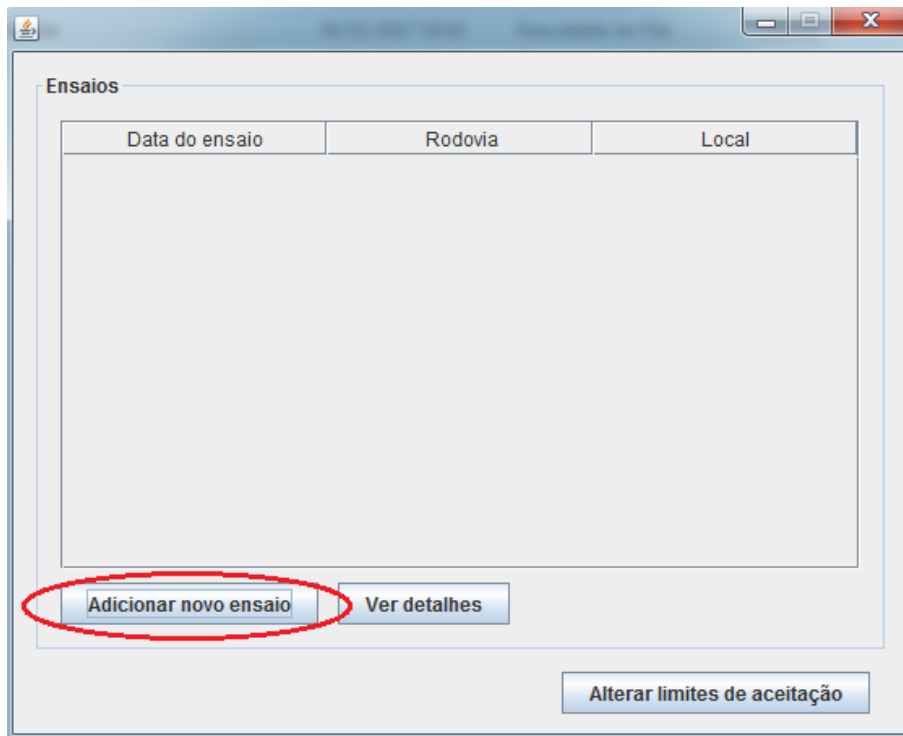 Ensaios
Data do ensaio Rodovia Local
Adicionar novo ensaio Ver detalhes
Alterar limites de aceitação